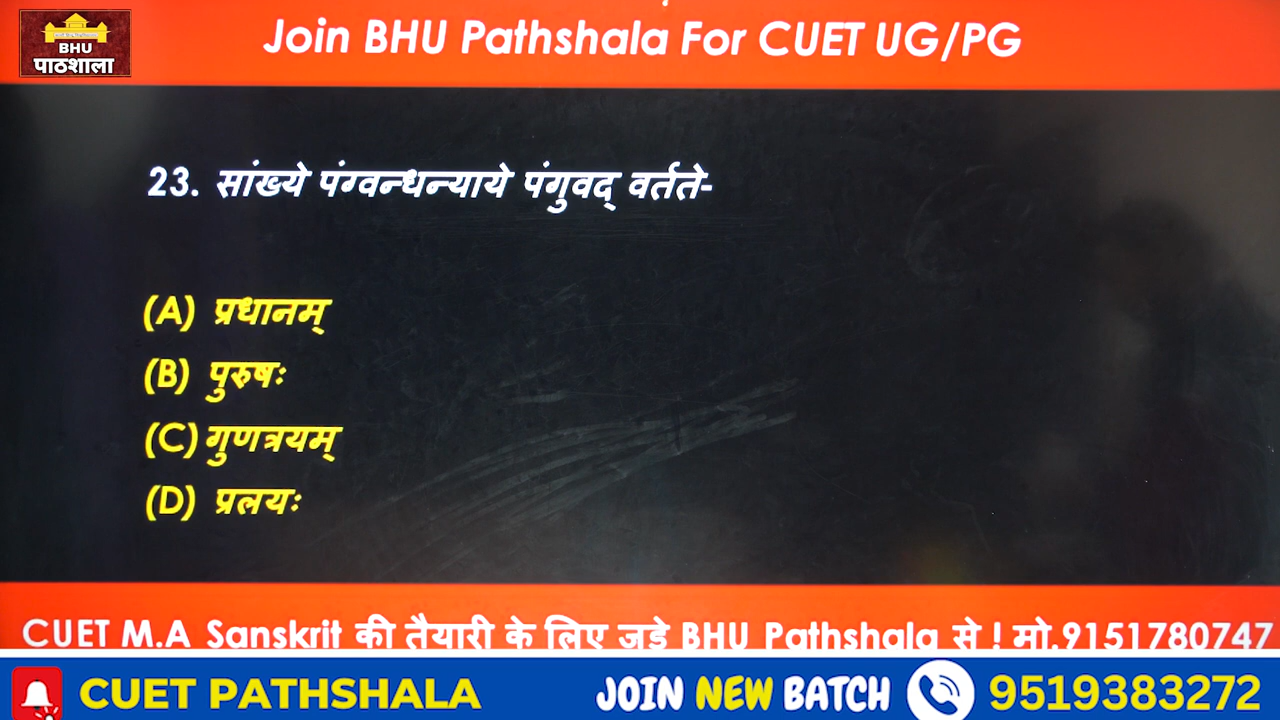 BHU
पाठशाला
Join BHU Pathshala For CUET UG/PG
23. सांख्ये पंग्वन्धन्याये पंगुवद् वर्तते-
(A) प्रधानम्
(B) पुरुषः
(C) गुणत्रयम्
(D) प्रलयः
CUET M.A Sanskrit की तैयारी के लिए जुड़े BHU Pathshala से ! मो.9151780747
CUET PATHSHALA JOIN NEW BATCH 9519383272